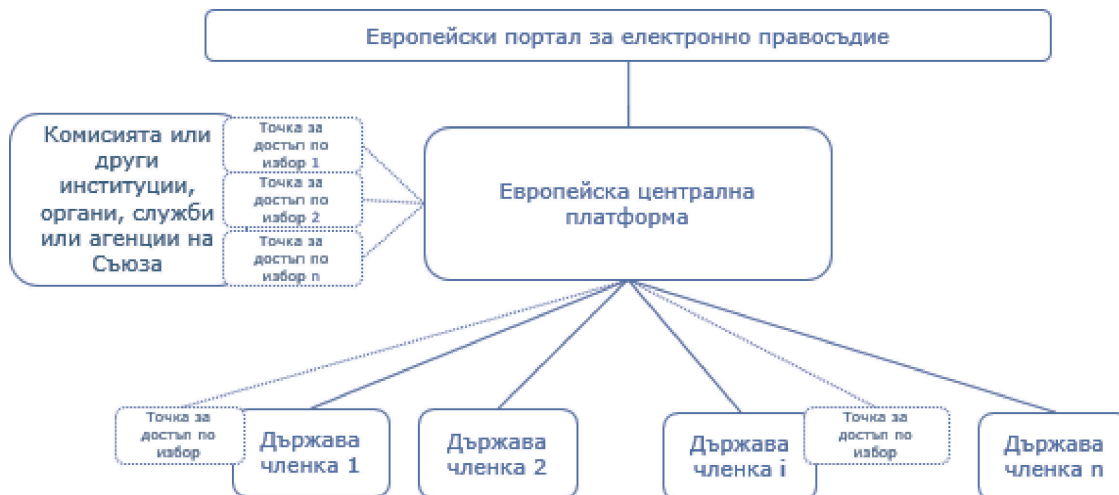 Европейски портал за електронно правосъдие
Комисията или
други
институции,
органи, служби
или агенции на
Съюза
Точка за
достъп по
избор 1
Точка за
достъп по
избор 2
Точка за
достъп по
избор n
Европейска централна
платформа
Точка за
достъп по
избор
Държава
членка 1
Държава
членка 2
Държава
членка i
Точка за
достъп по
избор
Държава
членка n